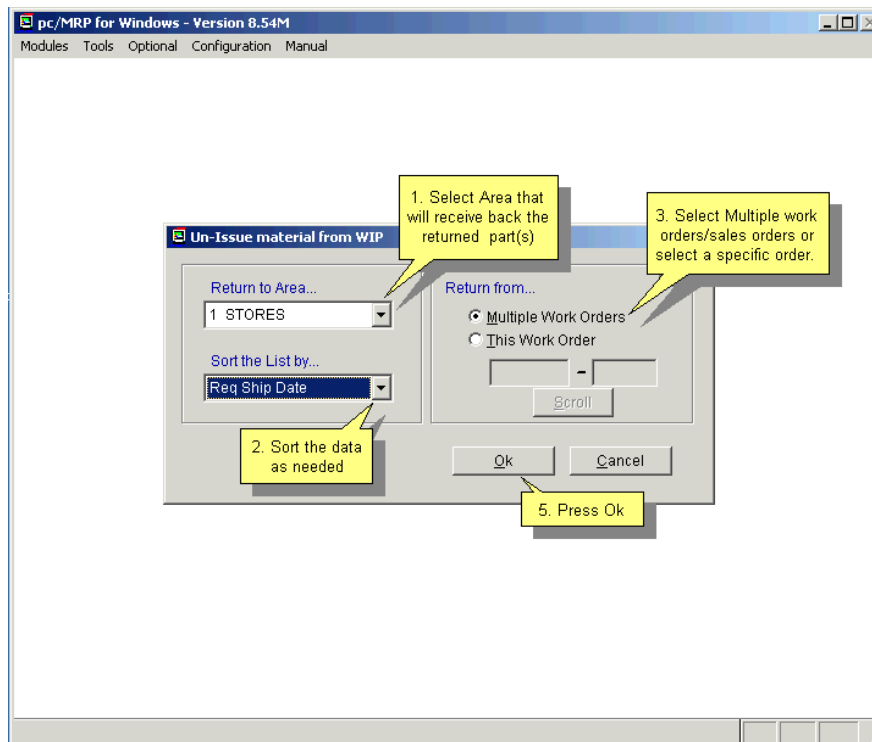 pc/MRP for Windows - Version 8.54M
Modules Tools Optional Configuration Manual
1. Select Area that
will receive back the
returned part(s)
3. Select Multiple work
orders/sales orders or
select a specific order.
Un-Issue material from WIP
Return to Area...
1 STORES
Sort the List by...
Req Ship Date
Return from...
Multiple Work Orders
This Work Order
-
Scroll
2. Sort the data
as needed
Ok
Cancel
5. Press Ok